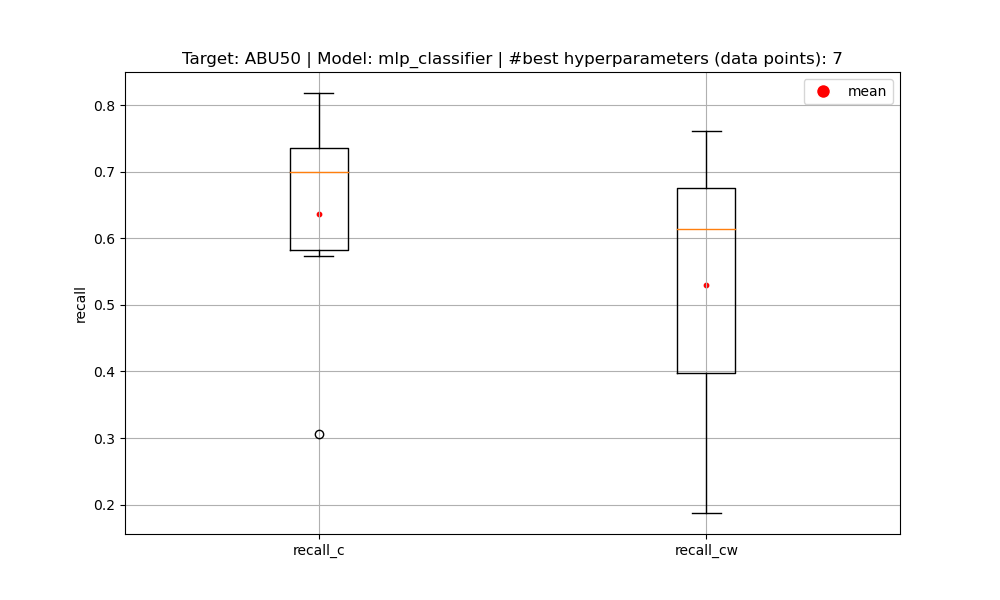 Target: ABU50 | Model: mlp_classifier | #best hyperparameters (data points): 7
mean
0.8
0.7
0.6
0.5
0.4
0.3
0.2
recall
recall_c
recall_cw